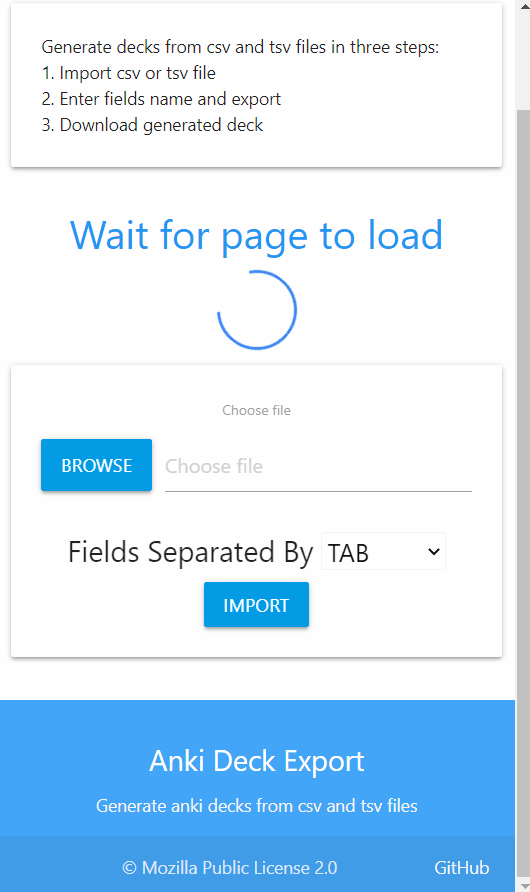 Generate decks from csv and tsv files in three steps:
1. Import csv or tsv file
2. Enter fields name and export
3. Download generated deck
Wait for page to load
Choose file
BROWSE Choose file
Fields Separated By TAB
IMPORT
Anki Deck Export
Generate anki decks from csv and tsv files
© Mozilla Public License 2.0 GitHub